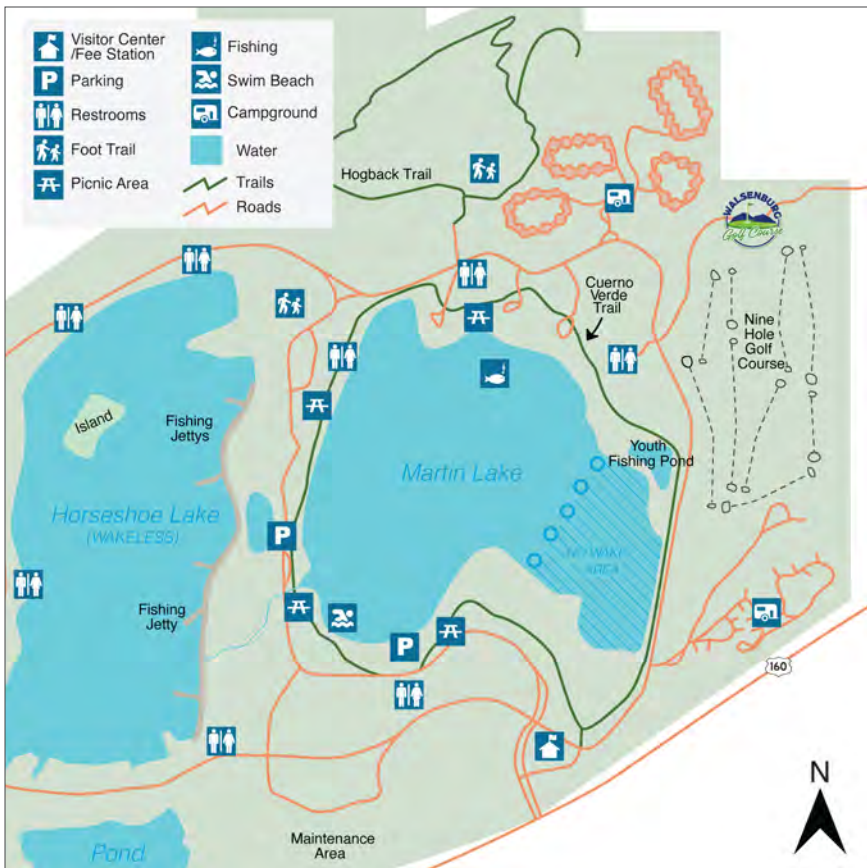 Visitor Center
/Fee Station
Fishing
P
Parking
Swim Beach
Restrooms
Campground
Foot Trail
Water
Picnic Area
Trails
Roads
Hogback Trail
WALSENBURG
Golf Course
Cuerno
Verde
Trail
Nine
Hole
Golf
Course
Island
Fishing
Jettys
Martin Lake
Youth
Fishing Pond
Horseshoe Lake
(WAKELESS)
P
NO WAKE
AREA
Fishing
Jetty
P
160
Maintenance
Area
Pond
N